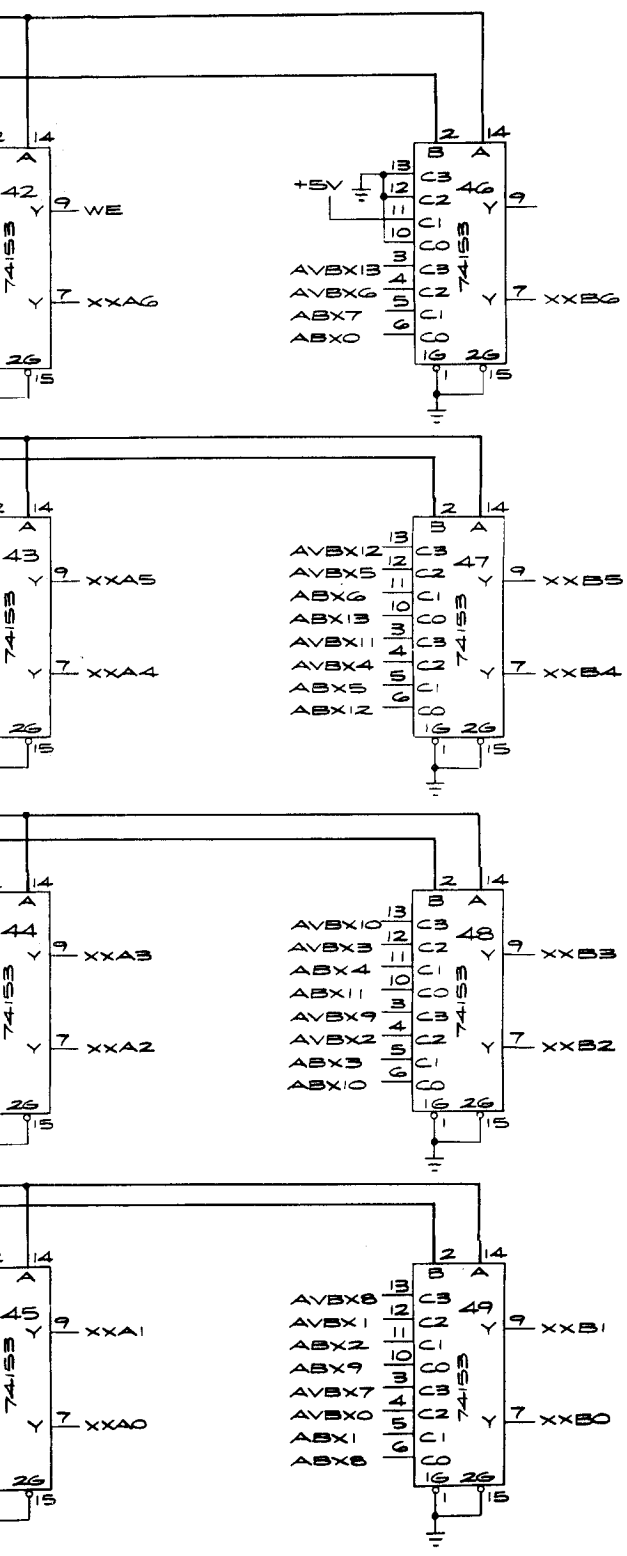 2 14 2 14
A B A
42 13 C3 46
+5V 12 C2
Y 9 WE 11 C1 Y 9
10 C0
74153 AVBX13 3 C3 74153
AVBX6 4 C2
Y 7 XXA6 ABX7 5 C1 Y 7 XXB6
ABX0 6 C0
2G 1G 2G
15 1 15
2 14 2 14
A B A
43 AVBX12 13 C3 47
AVBX5 12 C2
Y 9 XXA5 ABX6 11 C1 Y 9 XXB5
ABX13 10 C0
74153 AVBX11 3 C3 74153
AVBX4 4 C2
Y 7 XXA4 ABX5 5 C1 Y 7 XXB4
ABX12 6 C0
2G 1G 2G
15 1 15
14 2 14
A B A
44 AVBX10 13 C3 48
AVBX3 12 C2
Y 9 XXA3 ABX4 11 C1 Y 9 XXB3
ABX11 10 C0
74153 AVBX9 3 C3 74153
AVBX2 4 C2
Y 7 XXA2 ABX3 5 C1 Y 7 XXB2
ABX10 6 C0
2G 1G 2G
15 1 15
2 14 2 14
A B A
45 AVBX8 13 C3 49
AVBX1 12 C2
Y 9 XXA1 ABX2 11 C1 Y 9 XXB1
ABX9 10 C0
74153 AVBX7 3 C3 74153
AVBX0 4 C2
Y 7 XXA0 ABX1 5 C1 Y 7 XXB0
ABX8 6 C0
2G 1G 2G
15 1 15